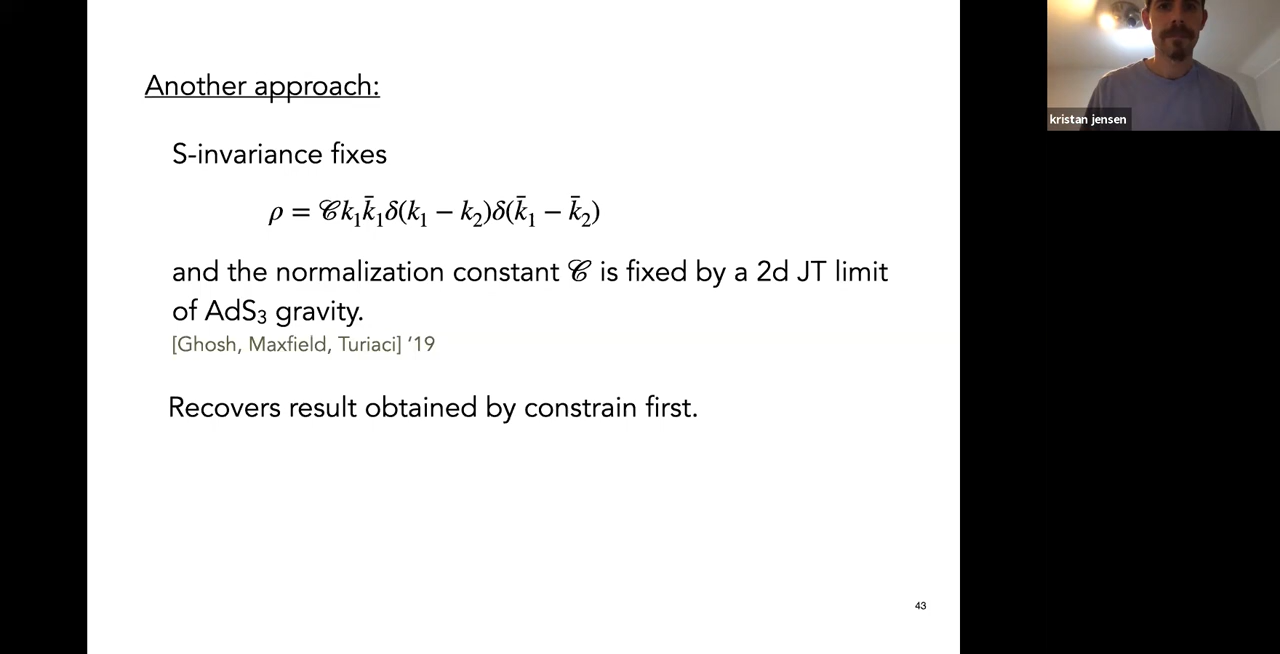 Another approach:
S-invariance fixes
ρ = 𝒞k₁k̄₁δ(k₁ − k₂)δ(k̄₁ − k̄₂)
and the normalization constant 𝒞 is fixed by a 2d JT limit
of AdS₃ gravity.
[Ghosh, Maxfield, Turiaci] ’19
Recovers result obtained by constrain first.
43
kristan jensen